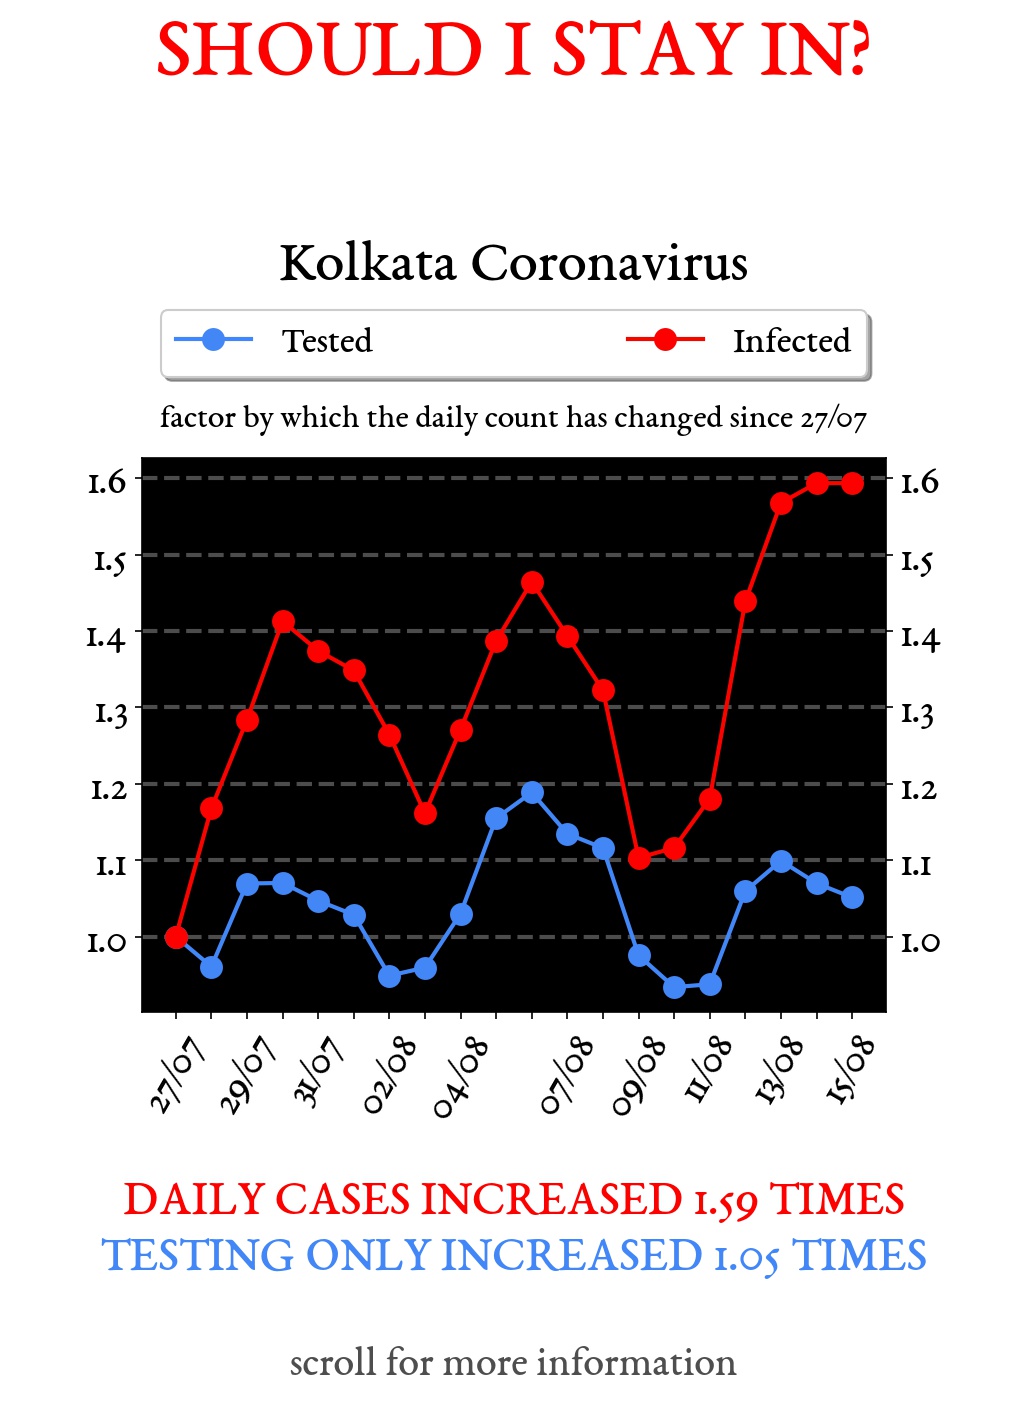 SHOULD I STAY IN?
Kolkata Coronavirus
Tested Infected
factor by which the daily count has changed since 27/07
1.6 1.6
1.5 1.5
1.4 1.4
1.3 1.3
1.2 1.2
1.1 1.1
1.0 1.0
27/07 29/07 31/07 02/08 04/08 07/08 09/08 11/08 13/08 15/08
DAILY CASES INCREASED 1.59 TIMES
TESTING ONLY INCREASED 1.05 TIMES
scroll for more information